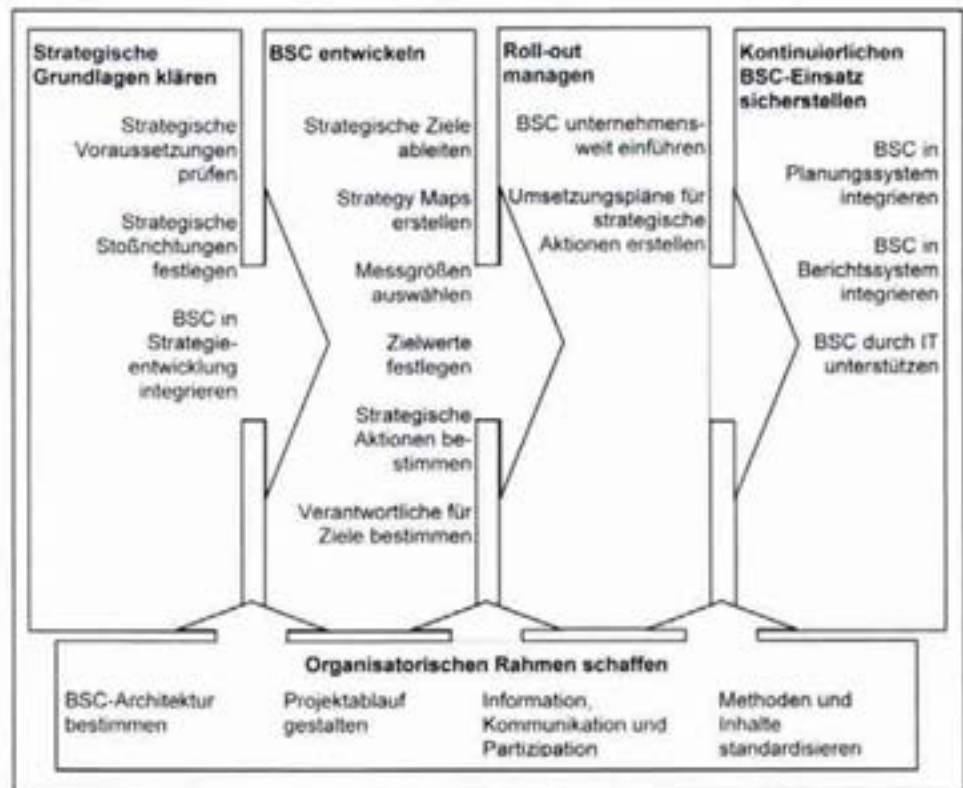 Strategische
Grundlagen klären
Strategische
Voraussetzungen
prüfen
Strategische
Stoßrichtungen
festlegen
BSC in
Strategie-
entwicklung
integrieren
BSC entwickeln
Strategische Ziele
ableiten
Strategy Maps
erstellen
Messgrößen
auswählen
Zielwerte
festlegen
Strategische
Aktionen be-
stimmen
Verantwortliche für
Ziele bestimmen
Roll-out
managen
BSC unternehmens-
weit einführen
Umsetzungspläne für
strategische
Aktionen erstellen
Kontinuierlichen
BSC-Einsatz
sicherstellen
BSC in
Planungssystem
integrieren
BSC in
Berichtssystem
integrieren
BSC durch IT
unterstützen
Organisatorischen Rahmen schaffen
BSC-Architektur
bestimmen
Projektablauf
gestalten
Information,
Kommunikation und
Partizipation
Methoden und
Inhalte
standardisieren